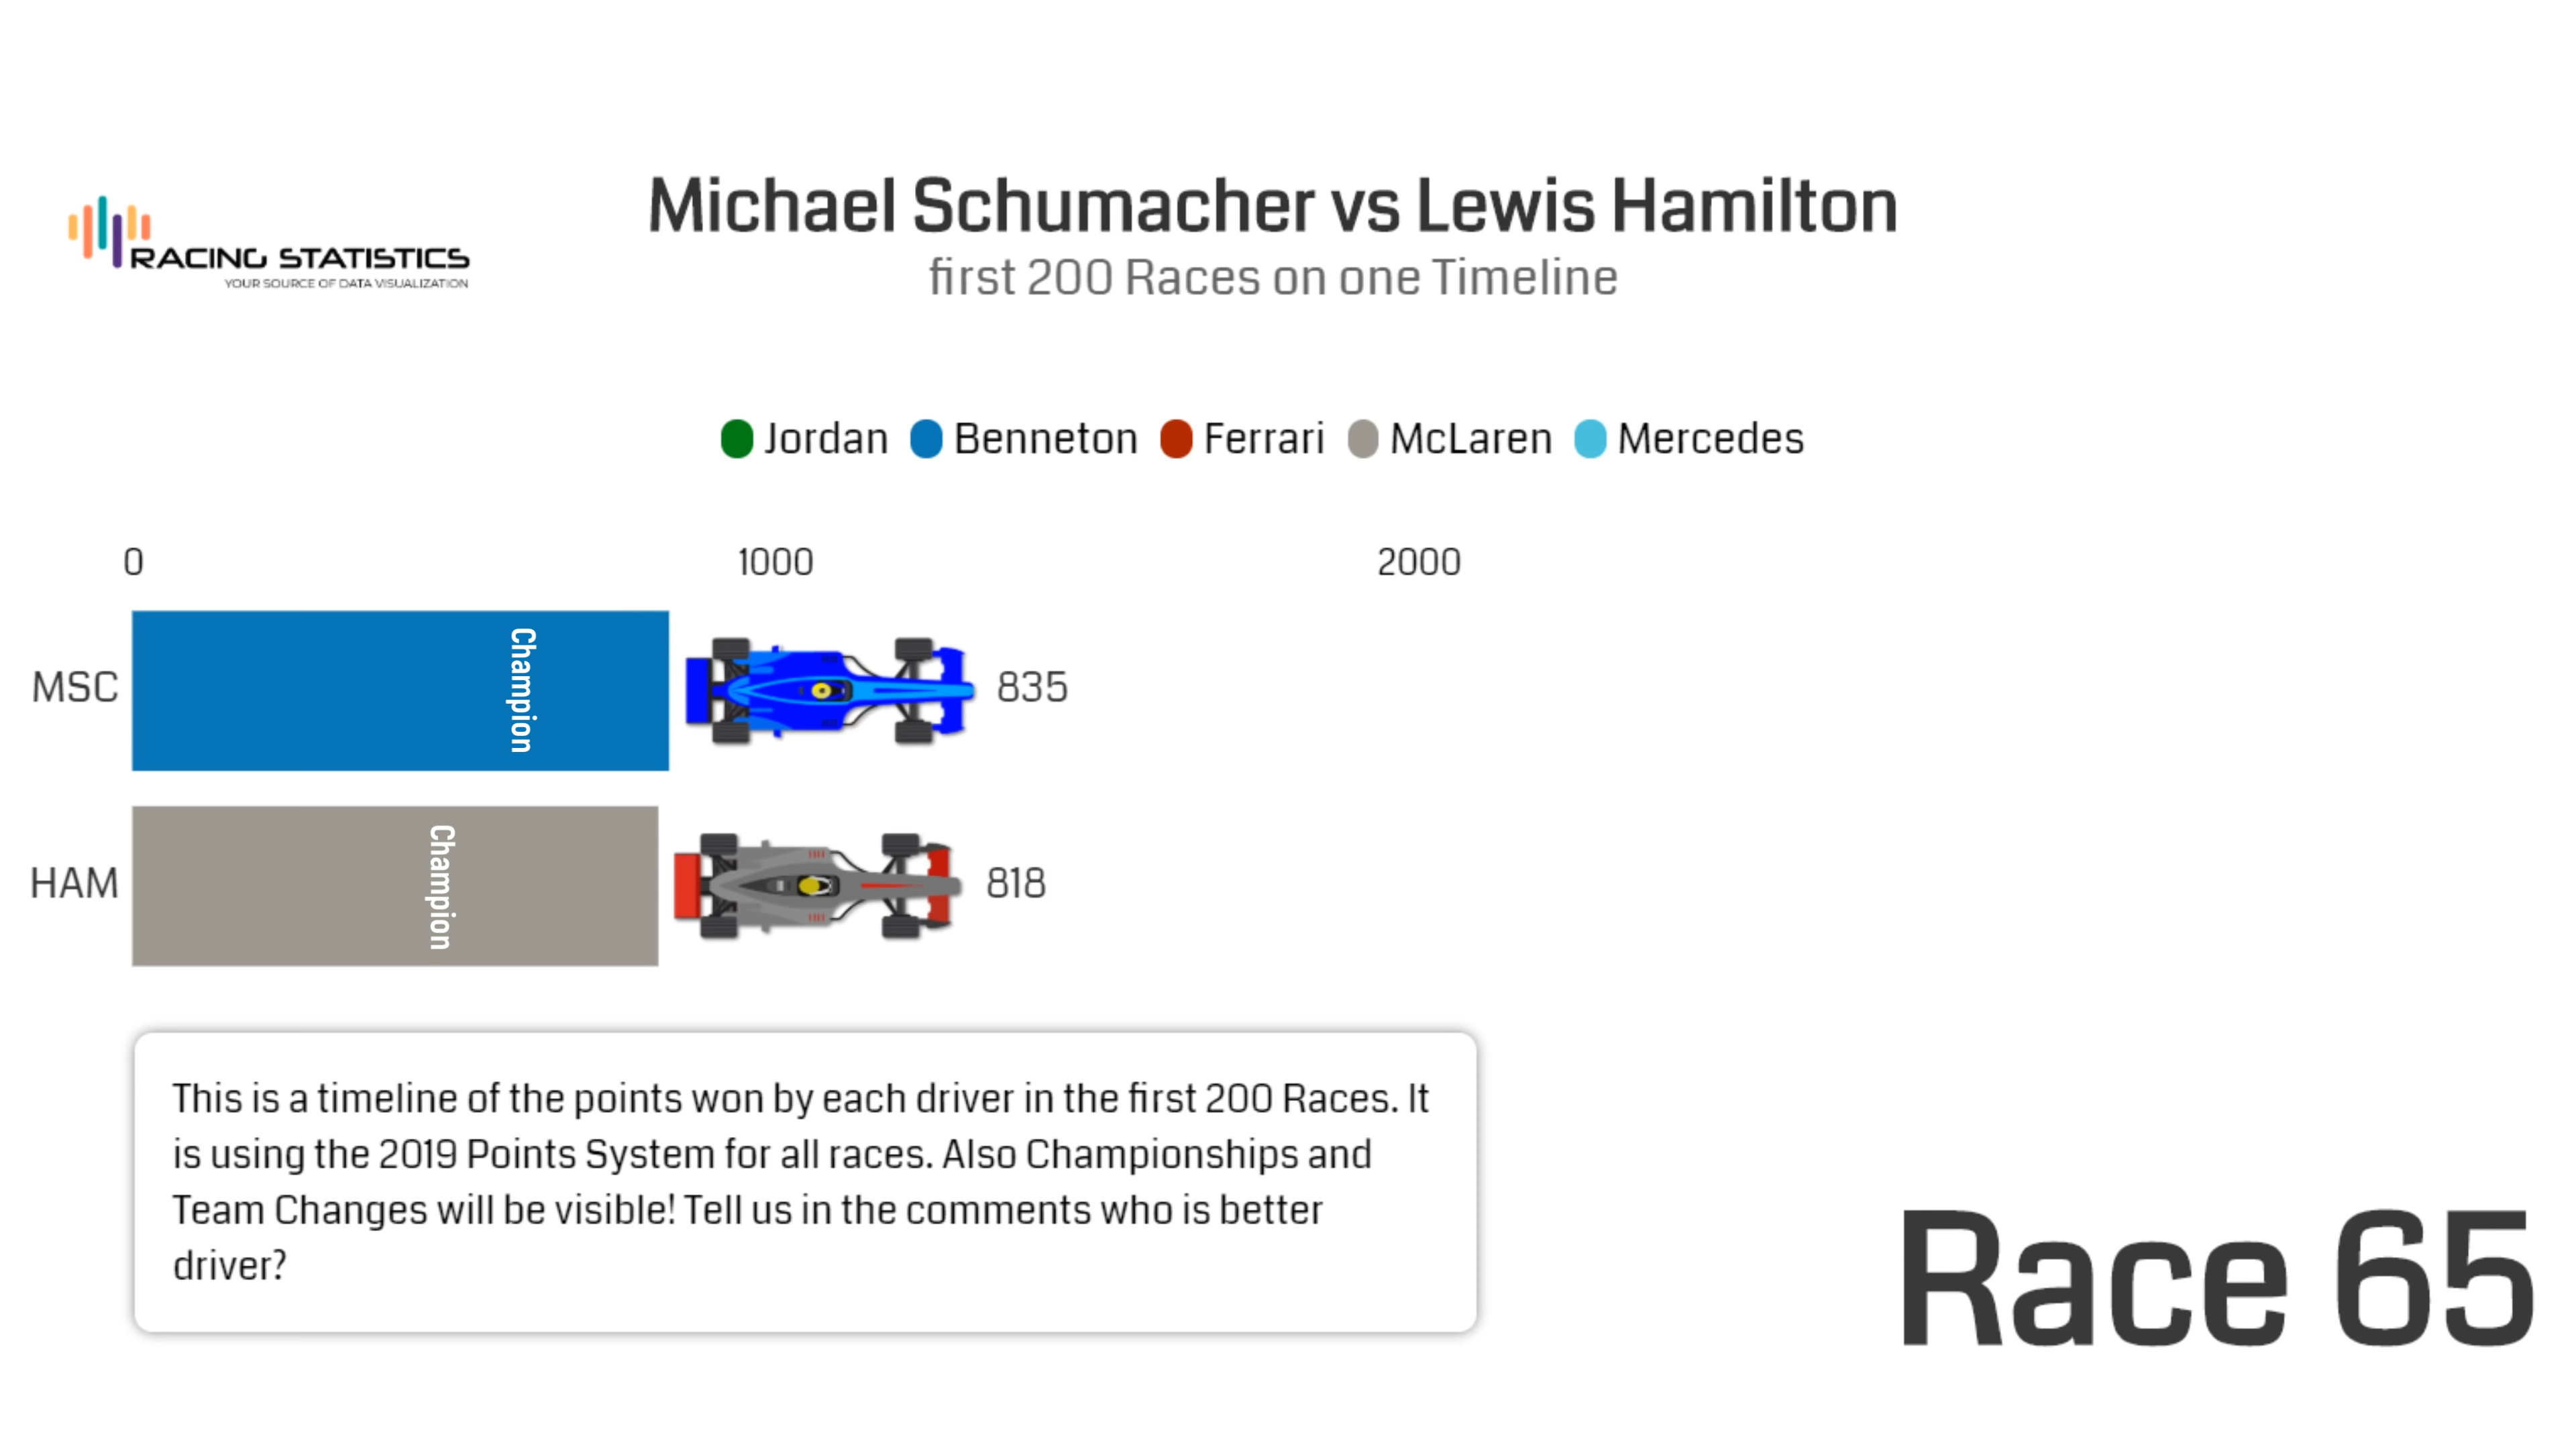 Michael Schumacher vs Lewis Hamilton
first 200 Races on one Timeline
RACING STATISTICS
YOUR SOURCE OF DATA VISUALIZATION
Jordan Benneton Ferrari McLaren Mercedes
0 1000 2000
MSC Champion 835
HAM Champion 818
This is a timeline of the points won by each driver in the first 200 Races. It
is using the 2019 Points System for all races. Also Championships and
Team Changes will be visible! Tell us in the comments who is better
driver?
Race 65